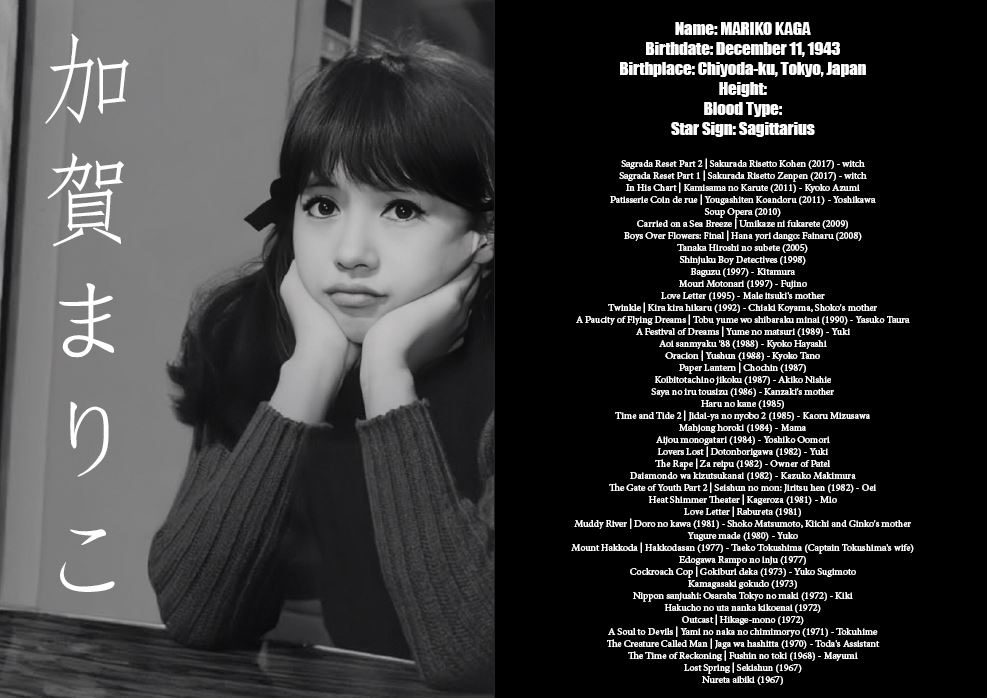 加賀まりこ
Name: MARIKO KAGA
Birthdate: December 11, 1943
Birthplace: Chiyoda-ku, Tokyo, Japan
Height:
Blood Type:
Star Sign: Sagittarius
Sagrada Reset Part 2 | Sakurada Risetto Kohen (2017) - witch
Sagrada Reset Part 1 | Sakurada Risetto Zenpen (2017) - witch
In His Chart | Kamisama no Karute (2011) - Kyoko Azumi
Patisserie Coin de rue | Yougashiten Koandoru (2011) - Yoshikawa
Soup Opera (2010)
Carried on a Sea Breeze | Umikaze ni fukarete (2009)
Boys Over Flowers: Final | Hana yori dango: Fainaru (2008)
Tanaka Hiroshi no subete (2005)
Shinjuku Boy Detectives (1998)
Baguzu (1997) - Kitamura
Mouri Motonari (1997) - Fujino
Love Letter (1995) - Male itsuki's mother
Twinkle | Kira kira hikaru (1992) - Chiaki Koyama, Shoko's mother
A Paucity of Flying Dreams | Tobu yume wo shibaraku minai (1990) - Yasuko Taura
A Festival of Dreams | Yume no matsuri (1989) - Yuki
Aoi sanmyaku '88 (1988) - Kyoko Hayashi
Oracion | Yushun (1988) - Kyoko Tano
Paper Lantern | Chochin (1987)
Koibitotachino jikoku (1987) - Akiko Nishie
Saya no iru tousizu (1986) - Kanzaki's mother
Haru no kane (1985)
Time and Tide 2 | Jidai-ya no nyobo 2 (1985) - Kaoru Mizusawa
Mahjong horoki (1984) - Mama
Aijou monogatari (1984) - Yoshiko Oomori
Lovers Lost | Dotonborigawa (1982) - Yuki
The Rape | Za reipu (1982) - Owner of Patel
Daiamondo wa kizutsukanai (1982) - Kazuko Makimura
The Gate of Youth Part 2 | Seishun no mon: Jiritsu hen (1982) - Oei
Heat Shimmer Theater | Kageroza (1981) - Mio
Love Letter | Rabureta (1981)
Muddy River | Doro no kawa (1981) - Shoko Matsumoto, Kiichi and Ginko's mother
Yugure made (1980) - Yuko
Mount Hakkoda | Hakkodasan (1977) - Taeko Tokushima (Captain Tokushima's wife)
Edogawa Rampo no inju (1977)
Cockroach Cop | Gokiburi deka (1973) - Yuko Sugimoto
Kamagasaki gokudo (1973)
Nippon sanjushi: Osaraba Tokyo no maki (1972) - Kiki
Hakucho no uta nanka kikoenai (1972)
Outcast | Hikage-mono (1972)
A Soul to Devils | Yami no naka no chimimoryo (1971) - Tokuhime
The Creature Called Man | Jaga wa hashitta (1970) - Toda's Assistant
The Time of Reckoning | Fushin no toki (1968) - Mayumi
Lost Spring | Sekishun (1967)
Nureta aibiki (1967)